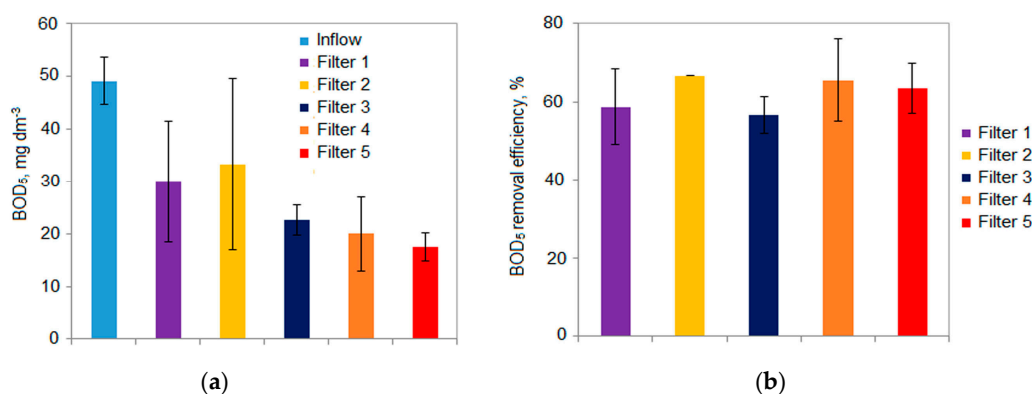 60
50
40
30
20
10
0
BOD5, mg dm-3
Inflow
Filter 1
Filter 2
Filter 3
Filter 4
Filter 5
(a)
80
60
40
20
0
BOD5 removal efficiency, %
Filter 1
Filter 2
Filter 3
Filter 4
Filter 5
(b)